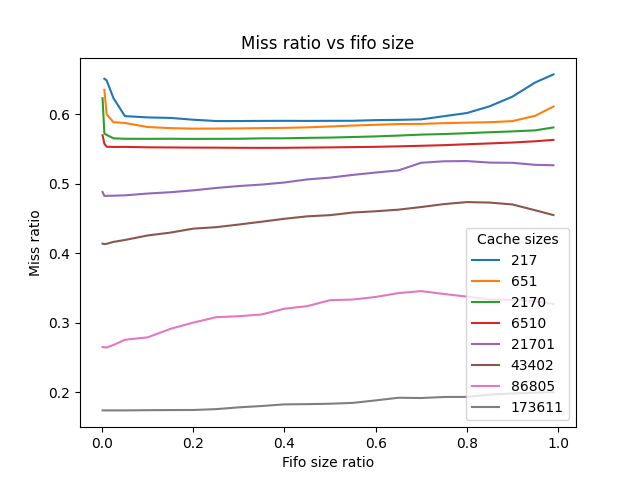 Miss ratio vs fifo size
Miss ratio
0.6
0.5
0.4
0.3
0.2
Cache sizes
217
651
2170
6510
21701
43402
86805
173611
0.0 0.2 0.4 0.6 0.8 1.0
Fifo size ratio